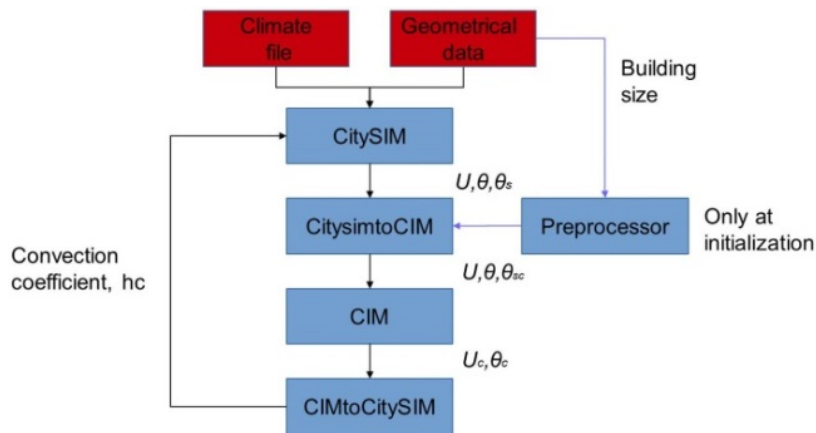 Climate
file
Geometrical
data
Building
size
CitySIM
U,θ,θs
CitysimtoCIM
Preprocessor
Only at
initialization
Convection
coefficient, hc
U,θ,θsc
CIM
Uc,θc
CIMtoCitySIM